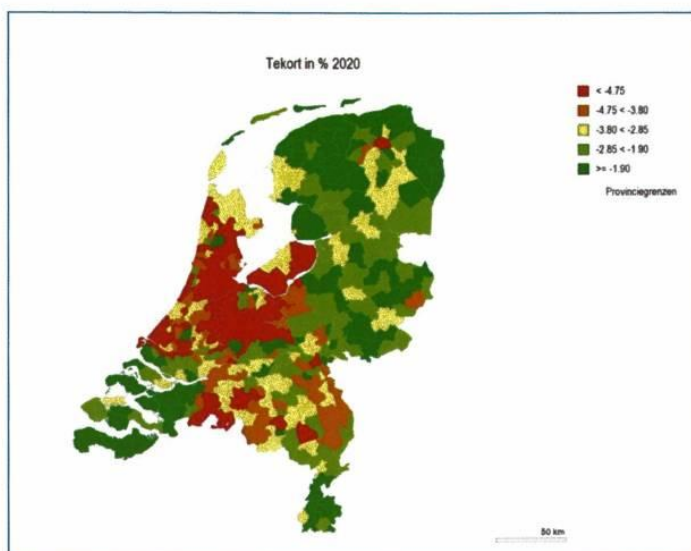 Tekort in % 2020
< -4.75
-4.75 < -3.80
-3.80 < -2.85
-2.85 < -1.90
>= -1.90
Provinciegrenzen
50 km